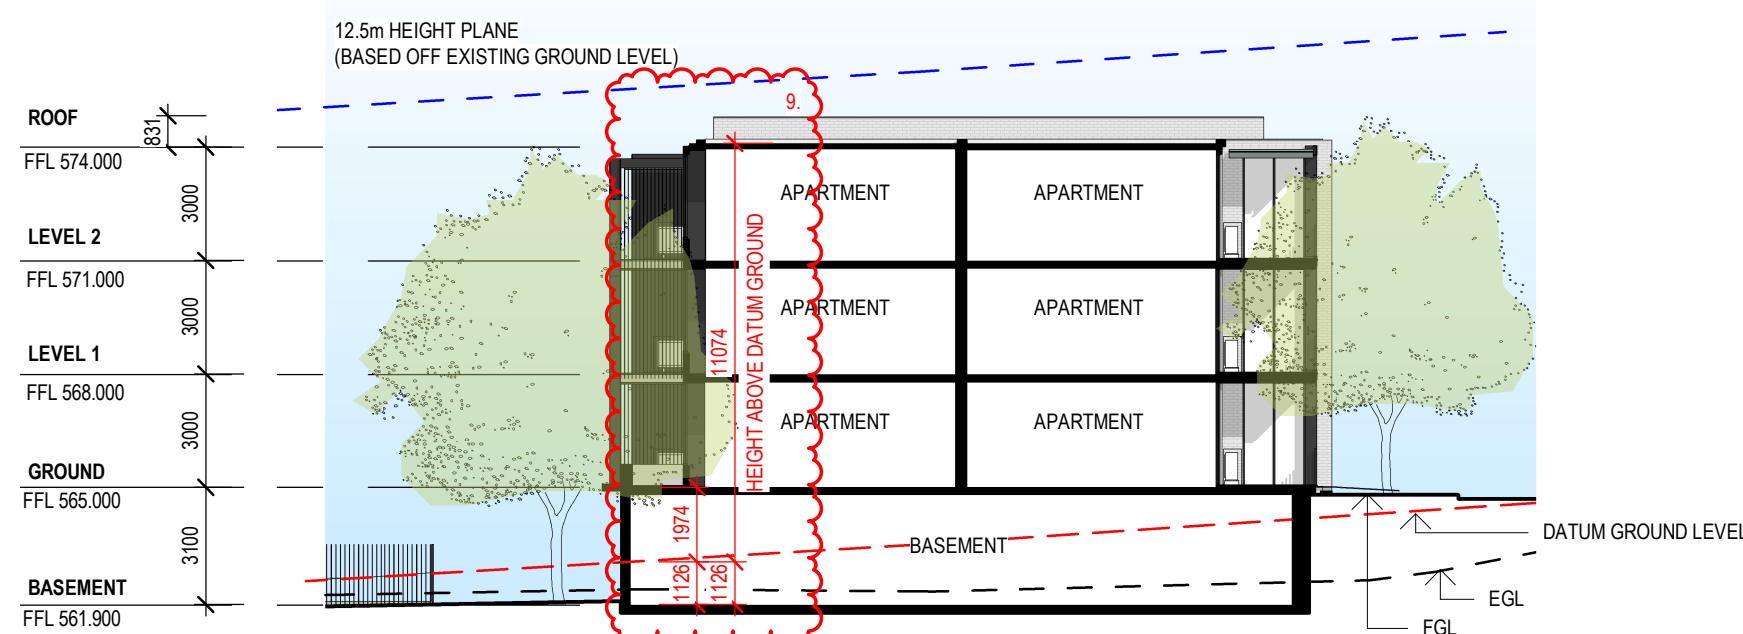 12.5m HEIGHT PLANE
(BASED OFF EXISTING GROUND LEVEL)
9.
ROOF
831
FFL 574.000
3000
APARTMENT
APARTMENT
LEVEL 2
FFL 571.000
3000
APARTMENT
APARTMENT
11074
HEIGHT ABOVE DATUM GROUND
LEVEL 1
FFL 568.000
3000
APARTMENT
APARTMENT
GROUND
FFL 565.000
3100
1974
BASEMENT
DATUM GROUND LEVEL
1126
1126
BASEMENT
FFL 561.900
EGL
FGL